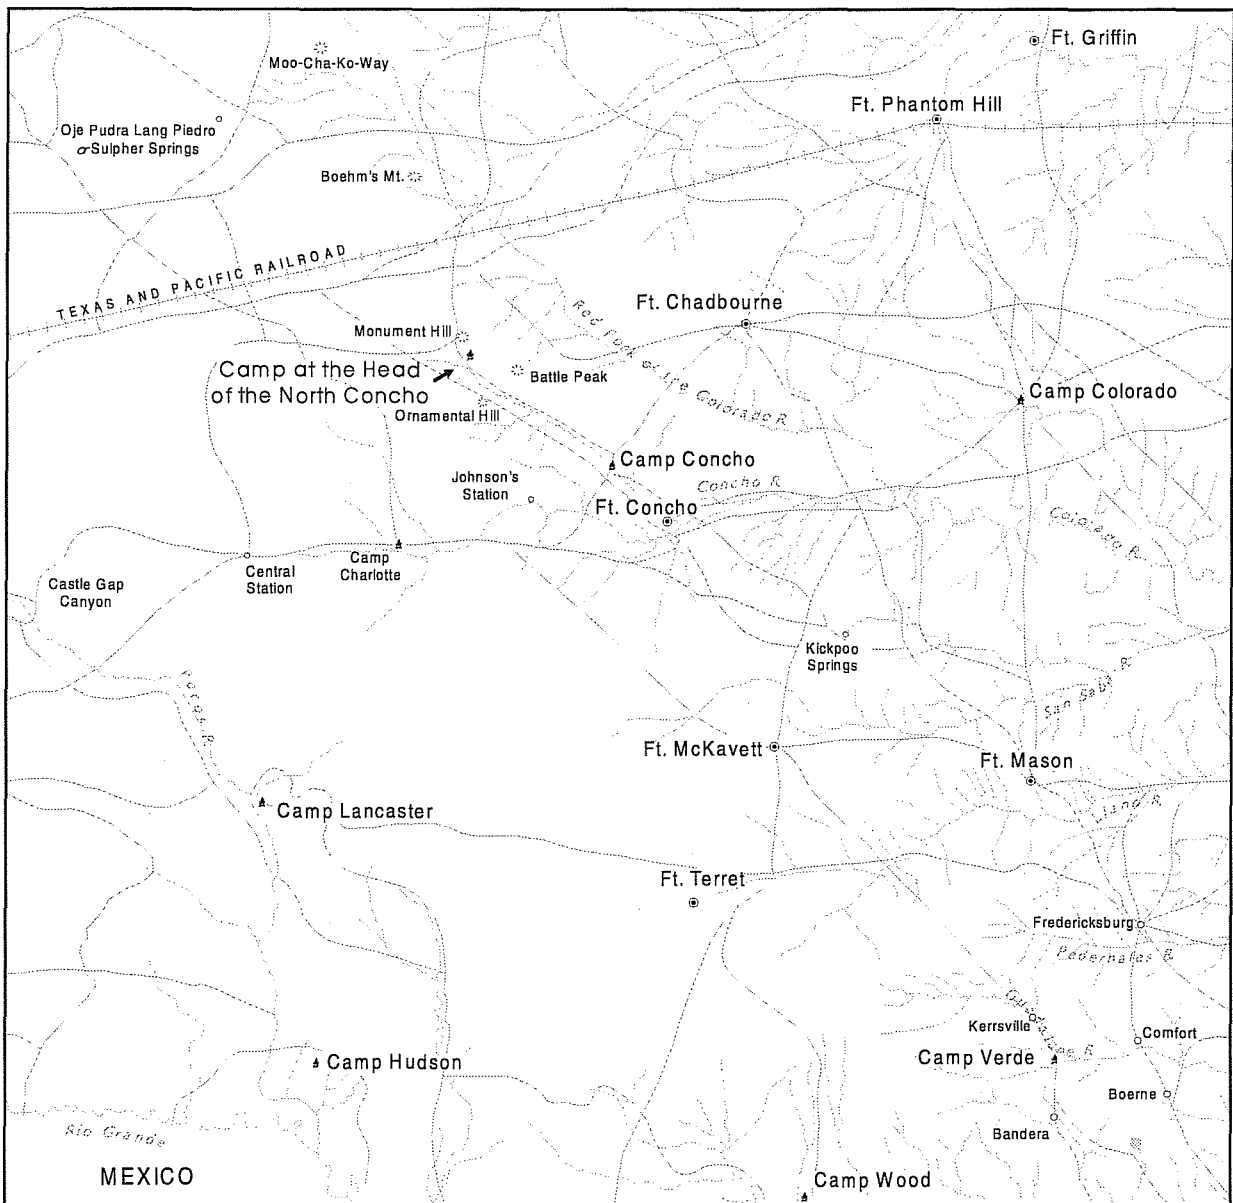 Ft. Griffin
Moo-Cha-Ko-Way
Ft. Phantom Hill
Oje Pudra Lang Piedro
or Sulpher Springs
Boehm's Mt.
TEXAS AND PACIFIC RAILROAD
Ft. Chadbourne
Red Fork of the Colorado R.
Monument Hill
Camp at the Head
of the North Concho
Battle Peak
Camp Colorado
Ornamental Hill
Camp Concho
Johnson's
Station
Concho R.
Ft. Concho
Colorado R.
Camp
Charlotte
Central
Station
Castle Gap
Canyon
Kickpoo
Springs
San Saba R.
Pecos R.
Ft. McKavett
Ft. Mason
Camp Lancaster
Llano R.
Ft. Terret
Fredericksburg
Pedernales R.
Guadalupe R.
Kerrsville
Comfort
Camp Hudson
Camp Verde
Boerne
Rio Grande
Bandera
MEXICO
Camp Wood